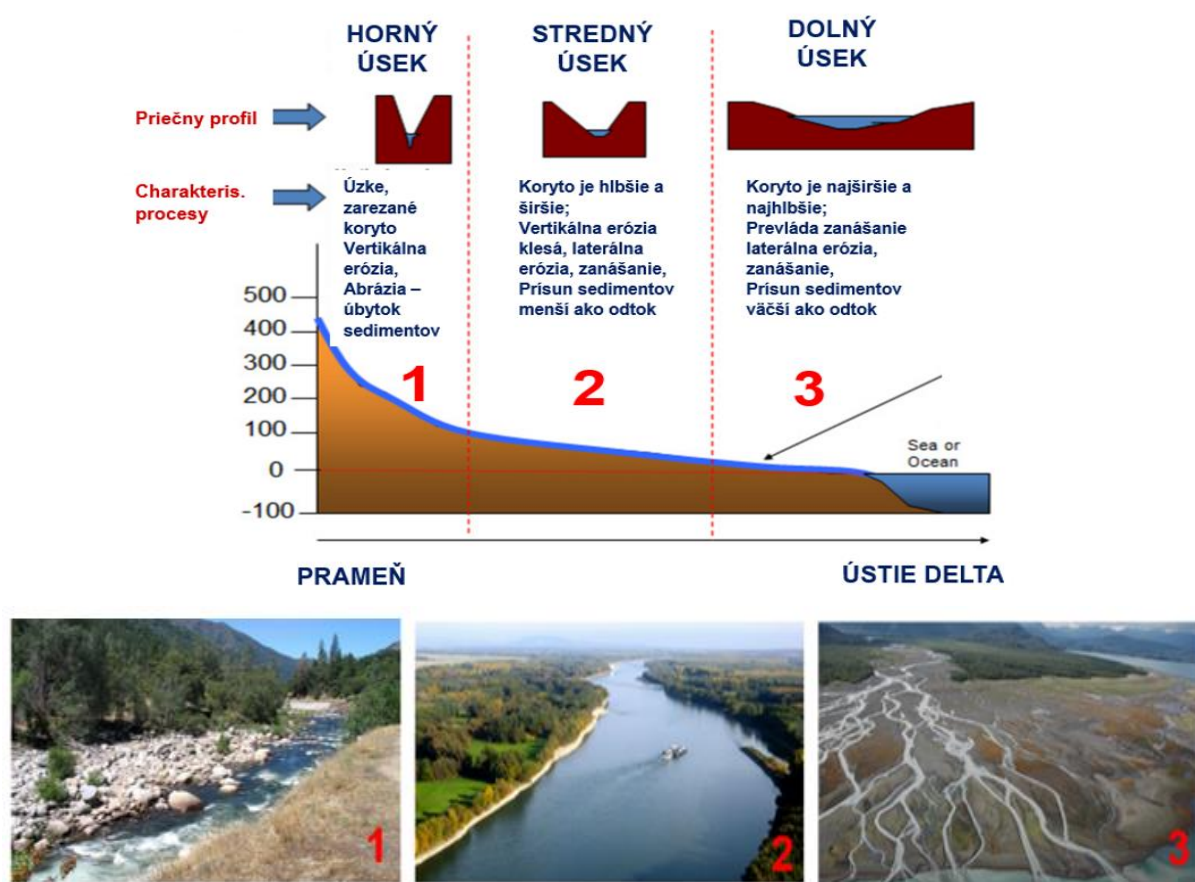 HORNÝ
ÚSEK
STREDNÝ
ÚSEK
DOLNÝ
ÚSEK
Priečny profil
Charakteris.
procesy
Úzke,
zarezané
koryto
Vertikálna
erózia,
Abrázia –
úbytok
sedimentov
Koryto je hlbšie a
širšie;
Vertikálna erózia
klesá, laterálna
erózia, zanášanie,
Prísun sedimentov
menší ako odtok
Koryto je najširšie a
najhlbšie;
Prevláda zanášanie
laterálna erózia,
zanášanie,
Prísun sedimentov
väčší ako odtok
500
400
300
200
100
0
-100
1
2
3
Sea or
Ocean
PRAMEŇ
ÚSTIE DELTA
1
2
3